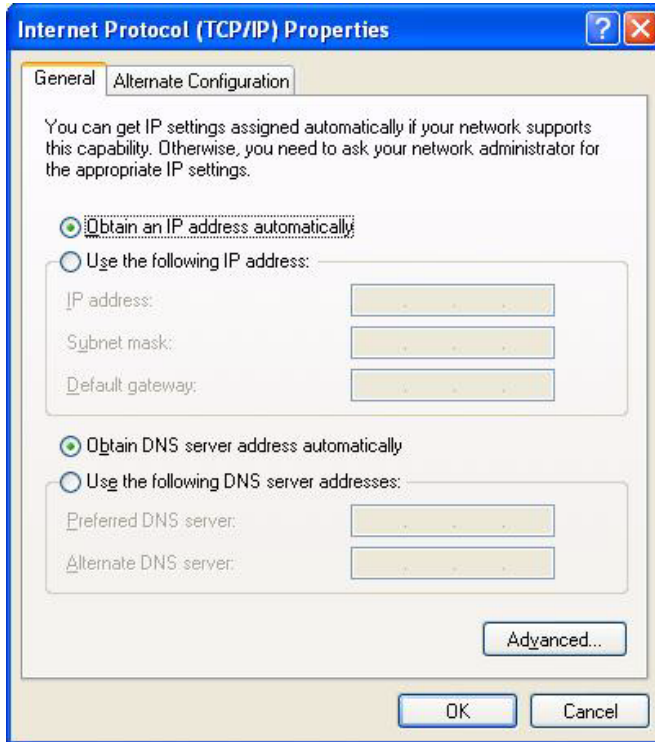 Internet Protocol (TCP/IP) Properties
General
Alternate Configuration
You can get IP settings assigned automatically if your network supports
this capability. Otherwise, you need to ask your network administrator for
the appropriate IP settings.
Obtain an IP address automatically
Use the following IP address:
IP address:
Subnet mask:
Default gateway:
Obtain DNS server address automatically
Use the following DNS server addresses:
Preferred DNS server:
Alternate DNS server:
Advanced...
OK
Cancel